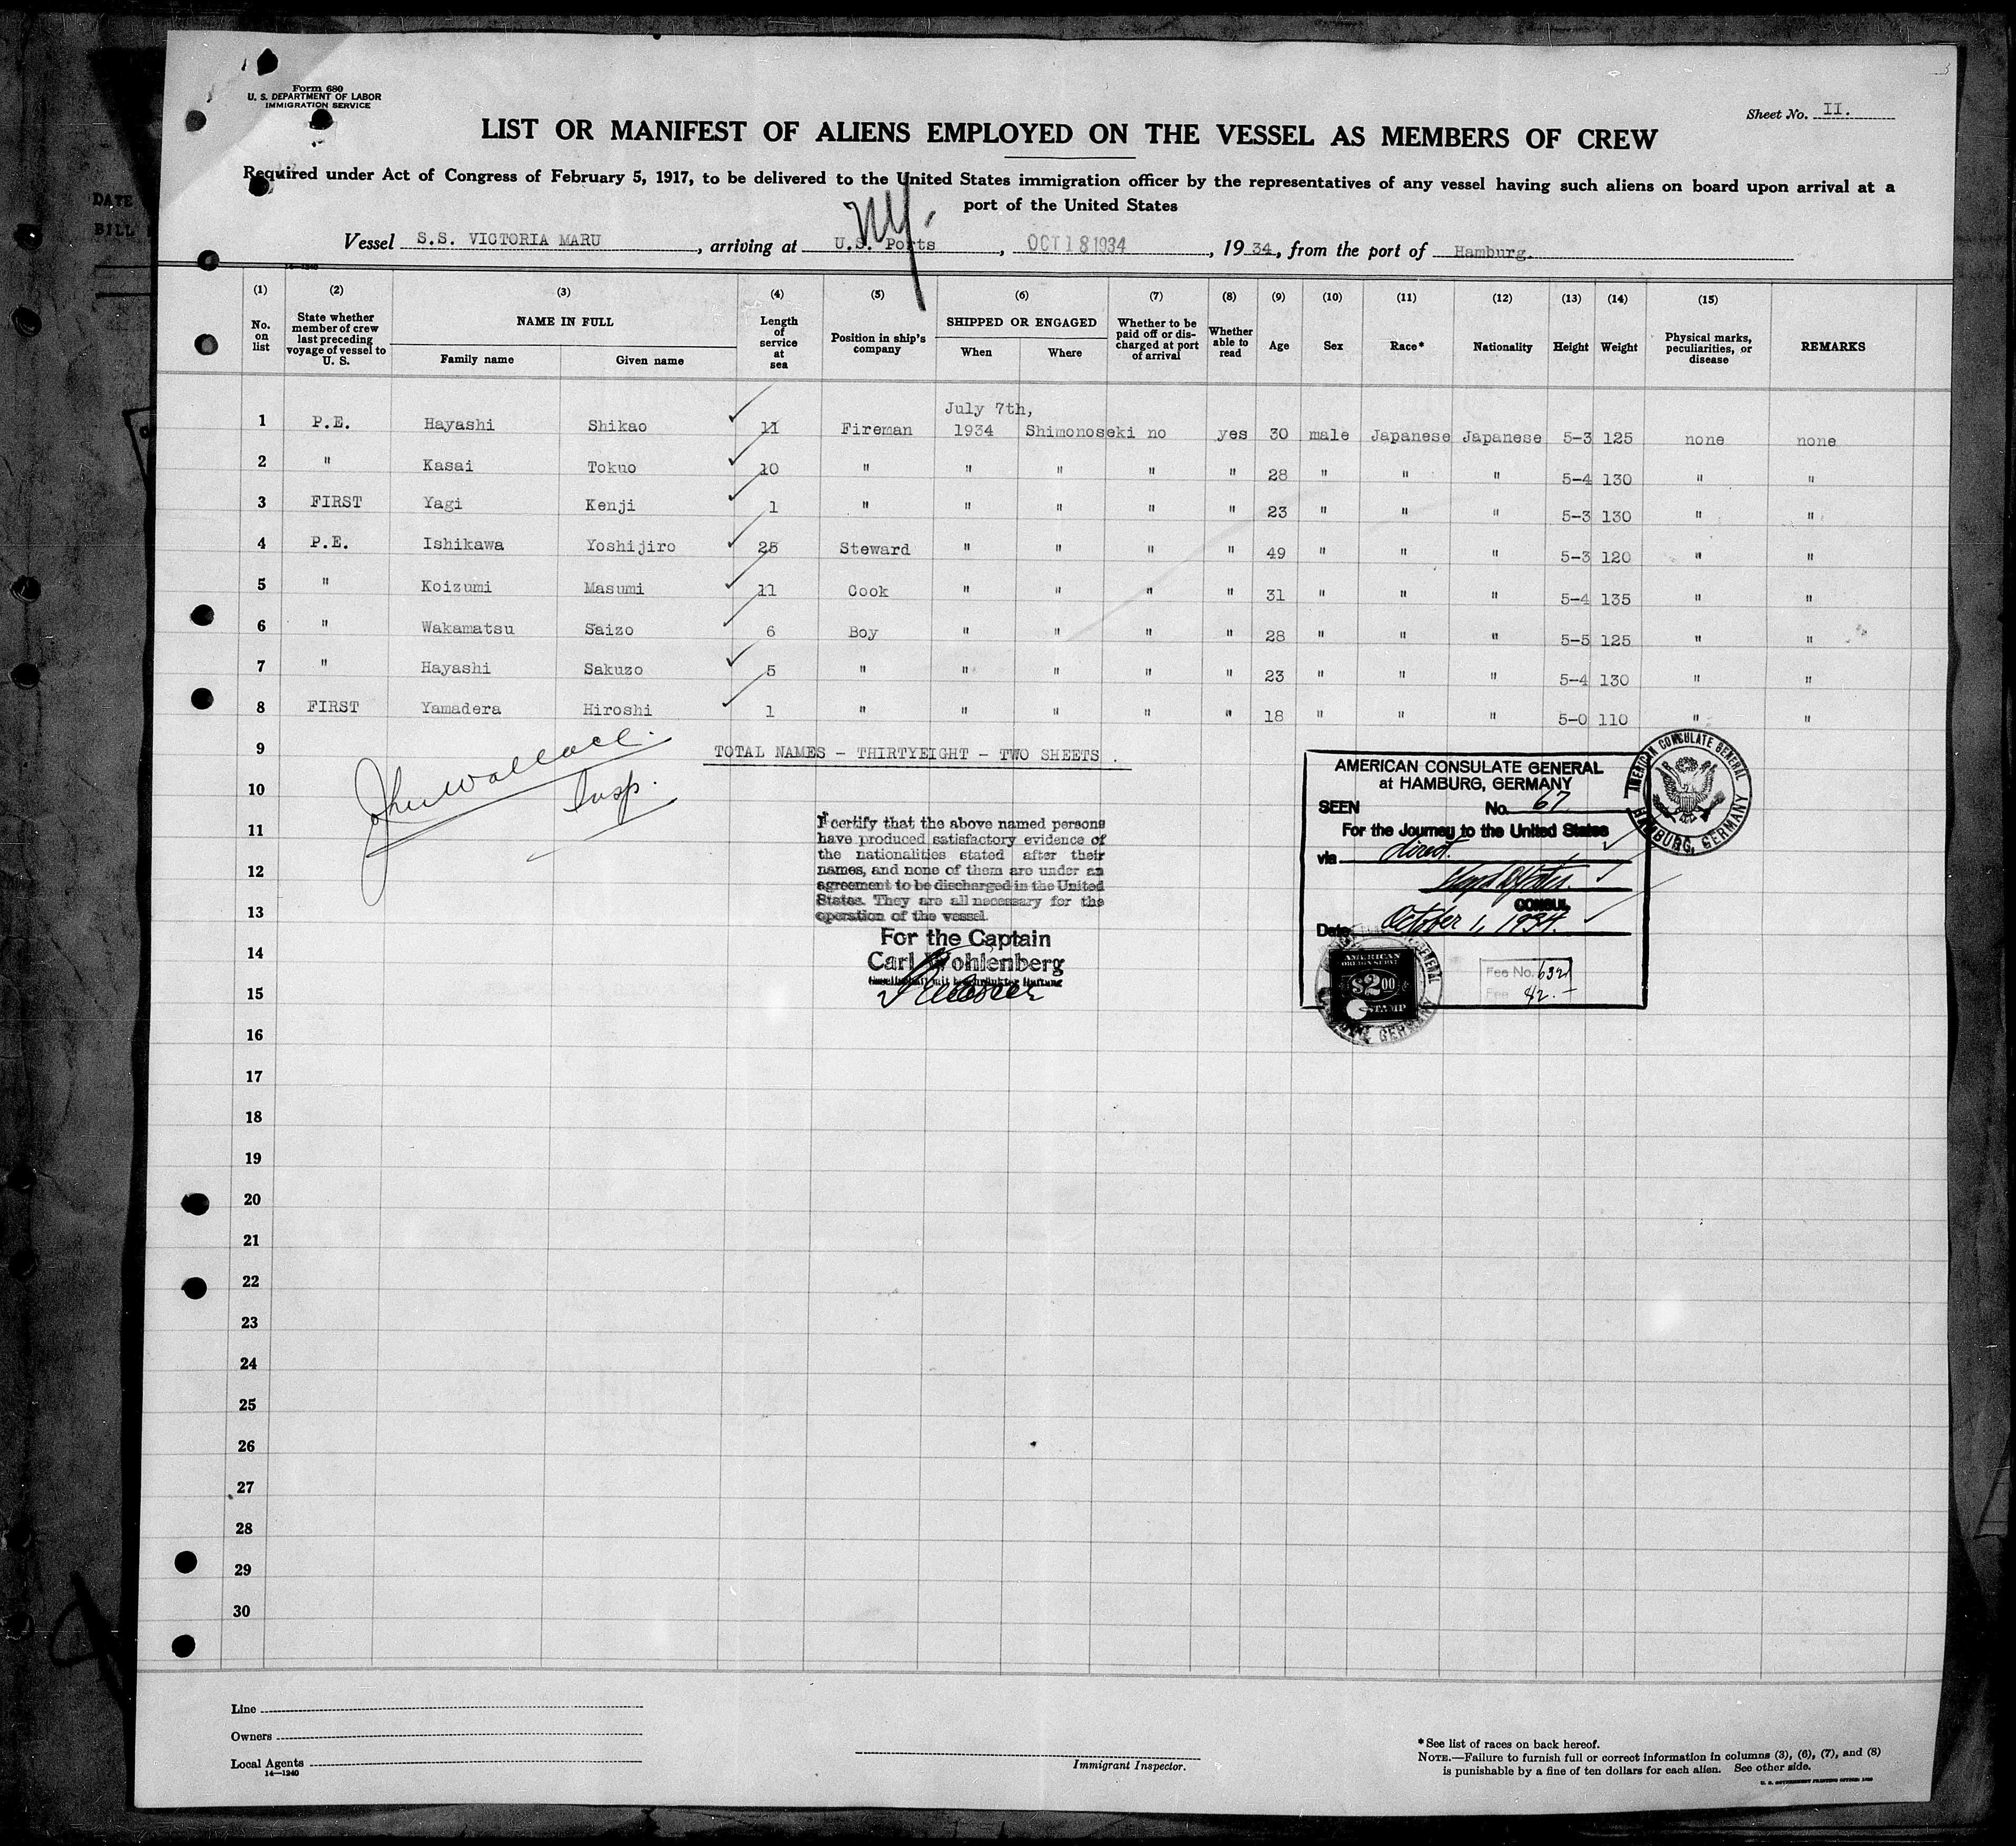 Form 680
U. S. DEPARTMENT OF LABOR
IMMIGRATION SERVICE
Sheet No. II.
LIST OR MANIFEST OF ALIENS EMPLOYED ON THE VESSEL AS MEMBERS OF CREW
Required under Act of Congress of February 5, 1917, to be delivered to the United States immigration officer by the representatives of any vessel having such aliens on board upon arrival at a
port of the United States
NY.
Vessel S.S. VICTORIA MARU, arriving at U.S. Ports, OCT 18 1934, 1934, from the port of Hamburg.
14-1240
(1) (2) (3) (4) (5) (6) (7) (8) (9) (10) (11) (12) (13) (14) (15)
No. on list
State whether member of crew last preceding voyage of vessel to U. S.
NAME IN FULL
Family name Given name
Length of service at sea
Position in ship's company
SHIPPED OR ENGAGED
When Where
Whether to be paid off or discharged at port of arrival
Whether able to read
Age
Sex
Race*
Nationality
Height
Weight
Physical marks, peculiarities, or disease
REMARKS
July 7th,
1 P.E. Hayashi Shikao 11 Fireman 1934 Shimonoseki no yes 30 male Japanese Japanese 5-3 125 none none
2 " Kasai Tokuo 10 " " " " " 28 " " " 5-4 130 " "
3 FIRST Yagi Kenji 1 " " " " " 23 " " " 5-3 130 " "
4 P.E. Ishikawa Yoshijiro 25 Steward " " " " 49 " " " 5-3 120 " "
5 " Koizumi Masumi 11 Cook " " " " 31 " " " 5-4 135 " "
6 " Wakamatsu Saizo 6 Boy " " " " 28 " " " 5-5 125 " "
7 " Hayashi Sakuzo 5 " " " " " 23 " " " 5-4 130 " "
8 FIRST Yamadera Hiroshi 1 " " " " " 18 " " " 5-0 110 " "
9 TOTAL NAMES - THIRTYEIGHT - TWO SHEETS.
John Wallace.
Insp.
10
11
12
13
14
15
16
17
18
19
20
21
22
23
24
25
26
27
28
29
30
I certify that the above named persons
have produced satisfactory evidence of
the nationalities stated after their
names, and none of them are under an
agreement to be discharged in the United
States. They are all necessary for the
operation of the vessel.
For the Captain
Carl Wohlenberg
Gesellschaft mit beschränkter Haftung
AMERICAN CONSULATE GENERAL
at HAMBURG, GERMANY
SEEN No. 67
For the Journey to the United States
via direct.
CONSUL
Date October 1, 1934.
AMERICAN CONSULATE GENERAL
HAMBURG, GERMANY
AMERICAN
FOREIGN SERVICE
$2.00
STAMP
Fee No. 632
Fee $2.-
Line
Owners
Local Agents
14-1240
Immigrant Inspector.
*See list of races on back hereof.
NOTE.—Failure to furnish full or correct information in columns (3), (6), (7), and (8)
is punishable by a fine of ten dollars for each alien. See other side.
DATE
BILL